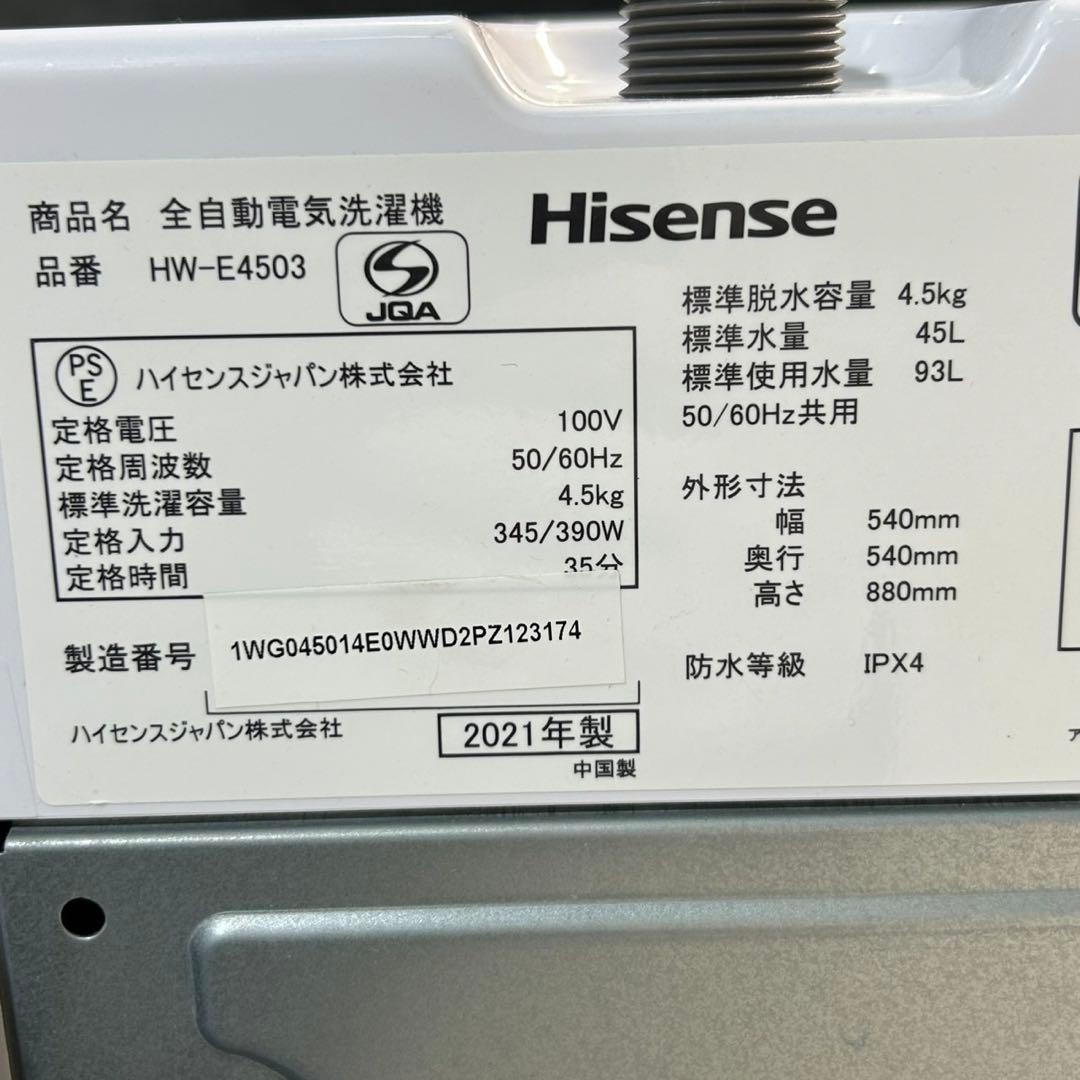 商品名 全自動電気洗濯機
品番 HW-E4503
JQA
Hisense
PSE ハイセンスジャパン株式会社
定格電圧 100V
定格周波数 50/60Hz
標準洗濯容量 4.5kg
定格入力 345/390W
定格時間 35分
製造番号 1WG045014E0WWD2PZ123174
ハイセンスジャパン株式会社 2021年製
中国製
標準脱水容量 4.5kg
標準水量 45L
標準使用水量 93L
50/60Hz共用
外形寸法
幅 540mm
奥行 540mm
高さ 880mm
防水等級 IPX4
ア